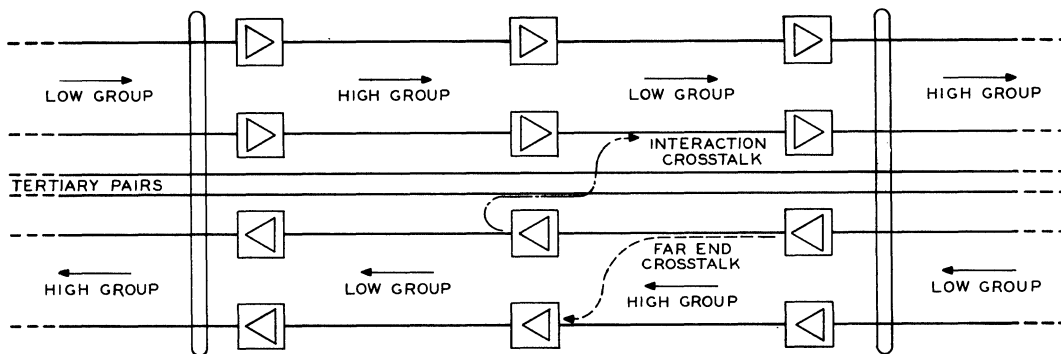 LOW GROUP
HIGH GROUP
LOW GROUP
HIGH GROUP
INTERACTION
CROSSTALK
TERTIARY PAIRS
FAR END
CROSSTALK
HIGH GROUP
LOW GROUP
HIGH GROUP
LOW GROUP